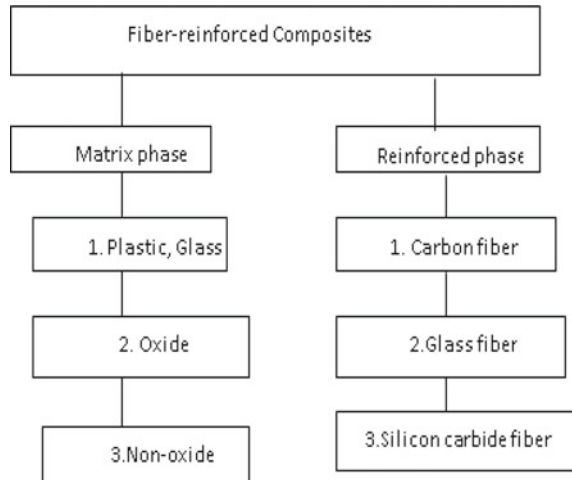 Fiber-reinforced Composites
Matrix phase
Reinforced phase
1. Plastic, Glass
1. Carbon fiber
2. Oxide
2.Glass fiber
3.Non-oxide
3.Silicon carbide fiber